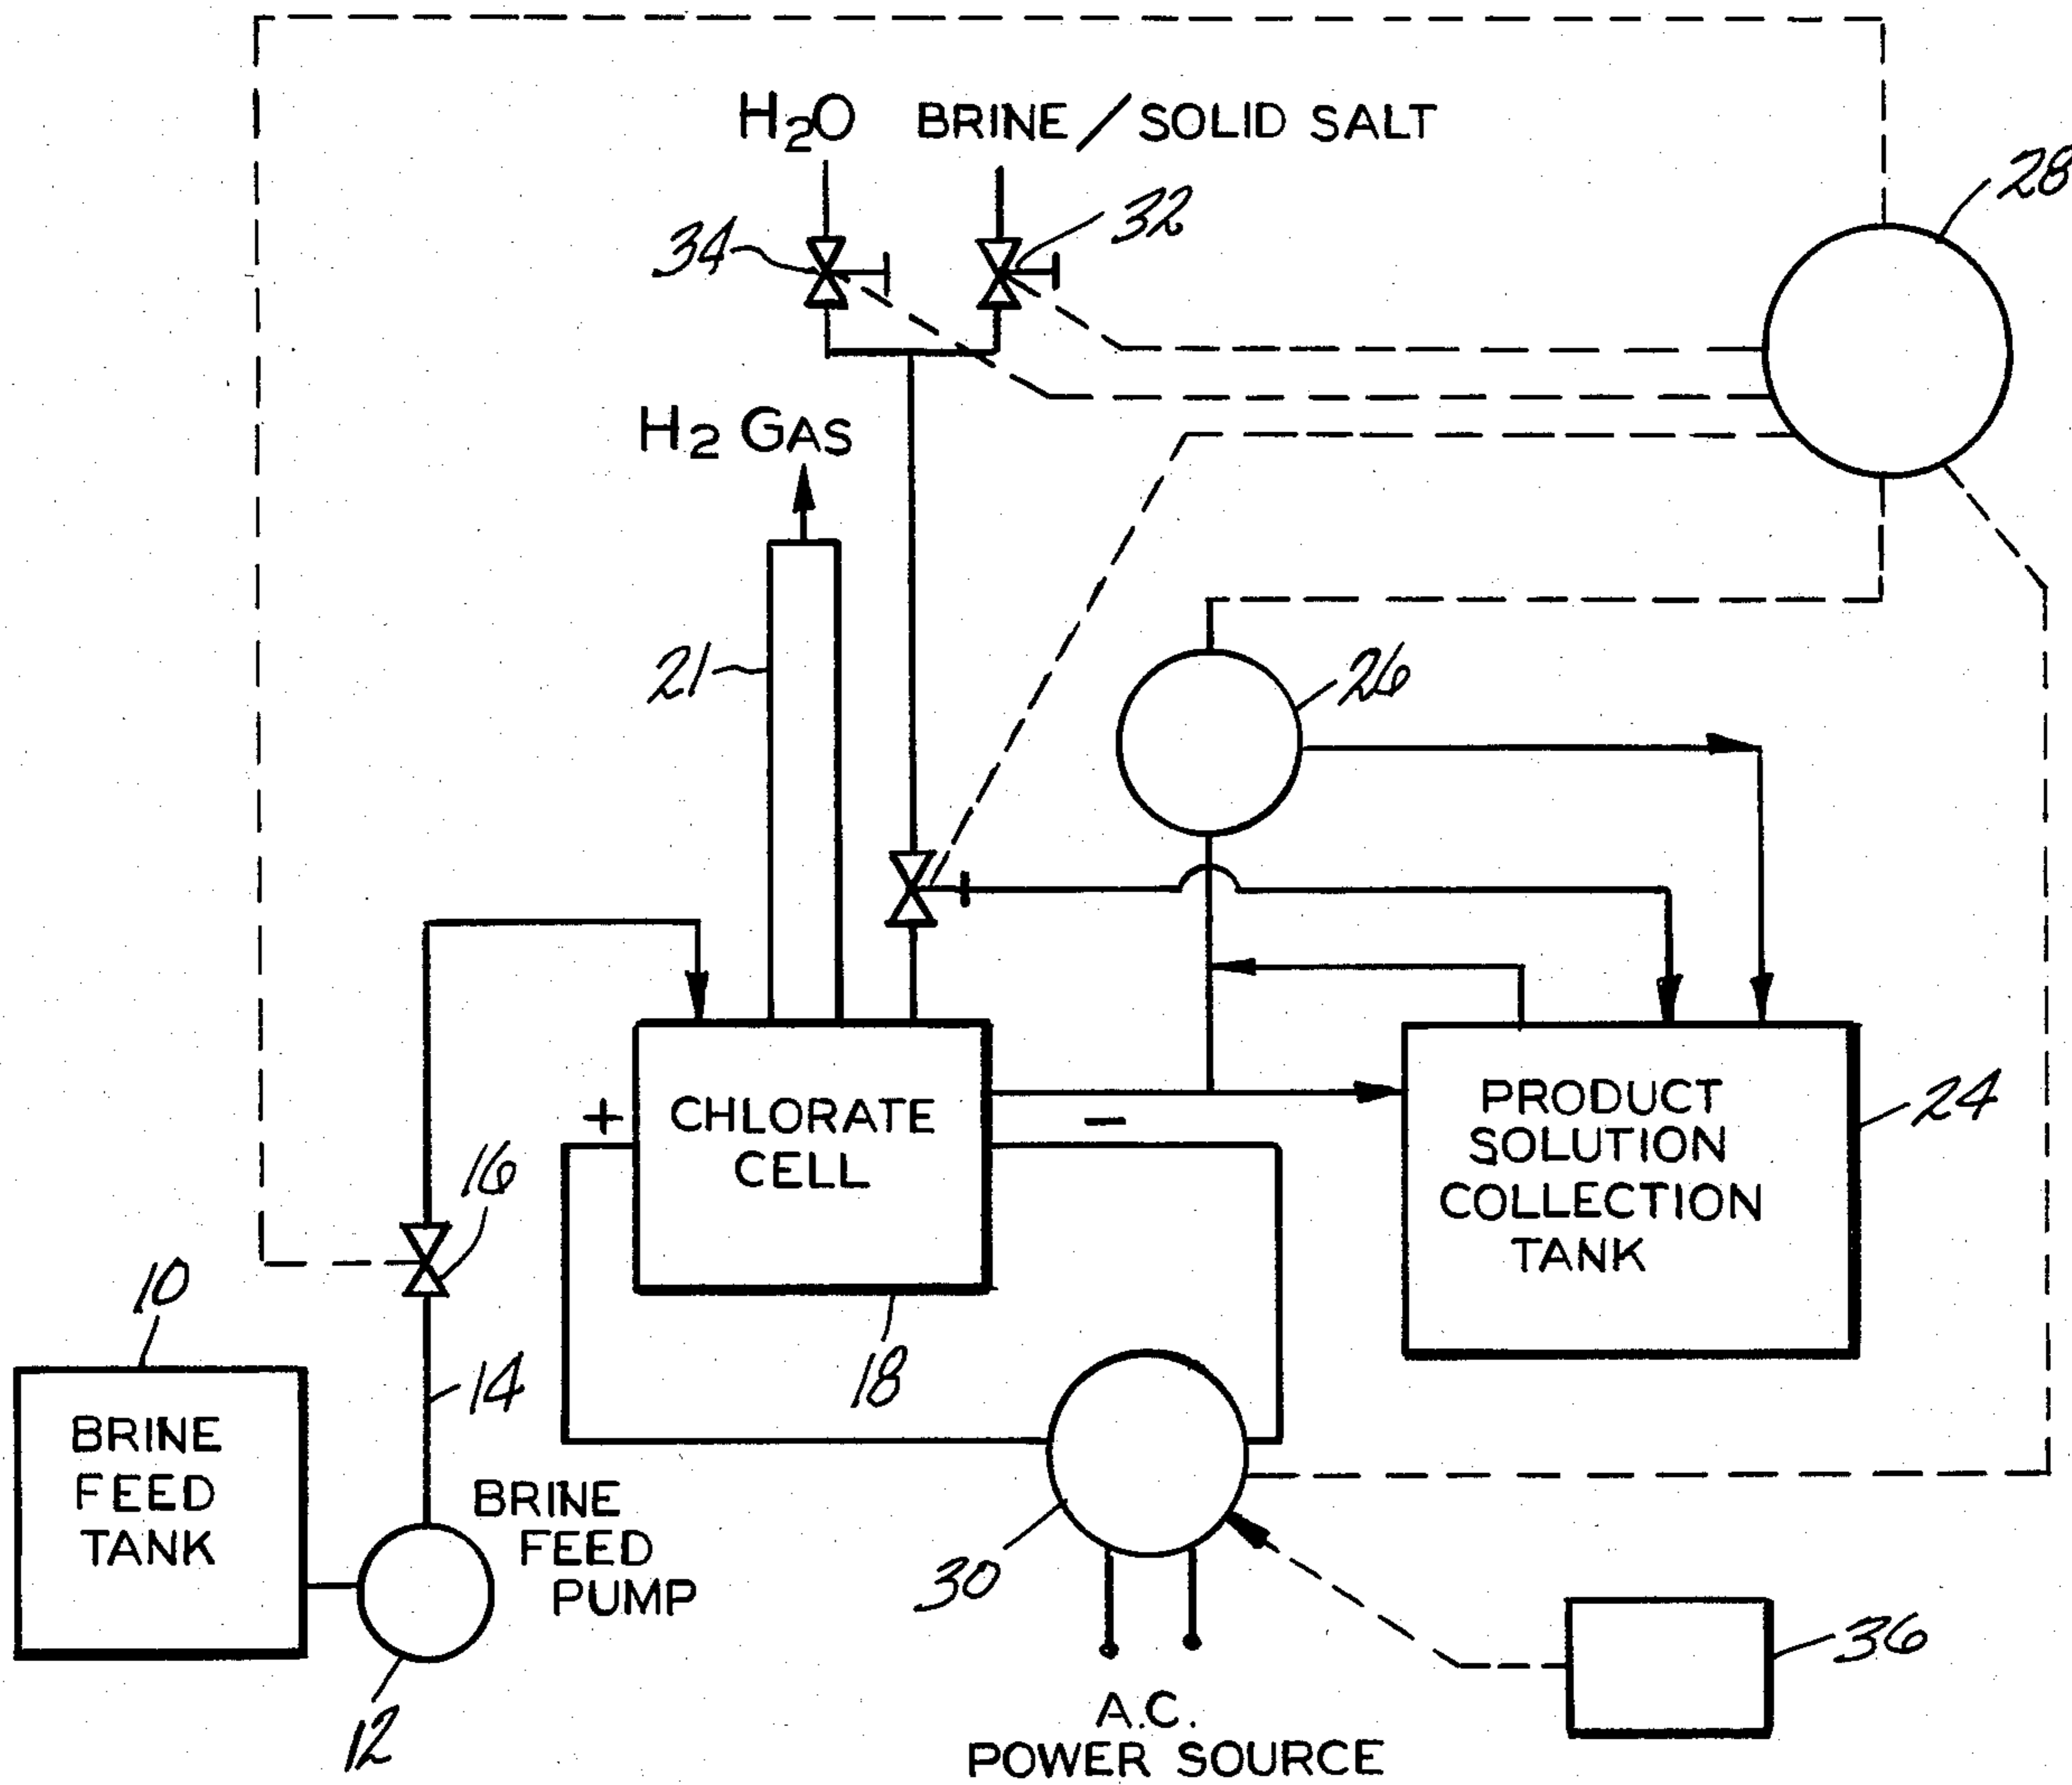 H2O BRINE/SOLID SALT
28
34
32
H2 GAS
21
26
CHLORATE
CELL
+
−
PRODUCT
SOLUTION
COLLECTION
TANK
24
16
10
14
18
BRINE
FEED
TANK
BRINE
FEED
PUMP
12
30
36
A.C.
POWER SOURCE